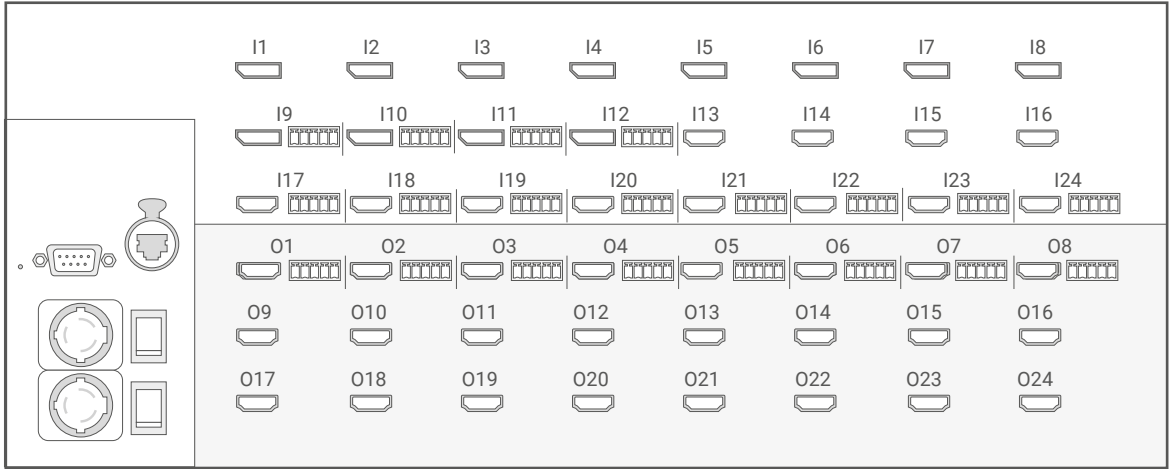 I1 I2 I3 I4 I5 I6 I7 I8
I9 I10 I11 I12 I13 I14 I15 I16
I17 I18 I19 I20 I21 I22 I23 I24
O1 O2 O3 O4 O5 O6 O7 O8
O9 O10 O11 O12 O13 O14 O15 O16
O17 O18 O19 O20 O21 O22 O23 O24